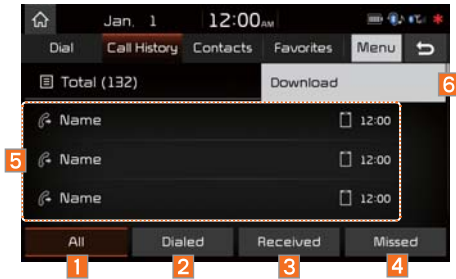 Jan. 1 12:00AM
Dial Call History Contacts Favorites Menu
Total (132) Download 6
Name 12:00
5 Name 12:00
Name 12:00
All Dialed Received Missed
1 2 3 4